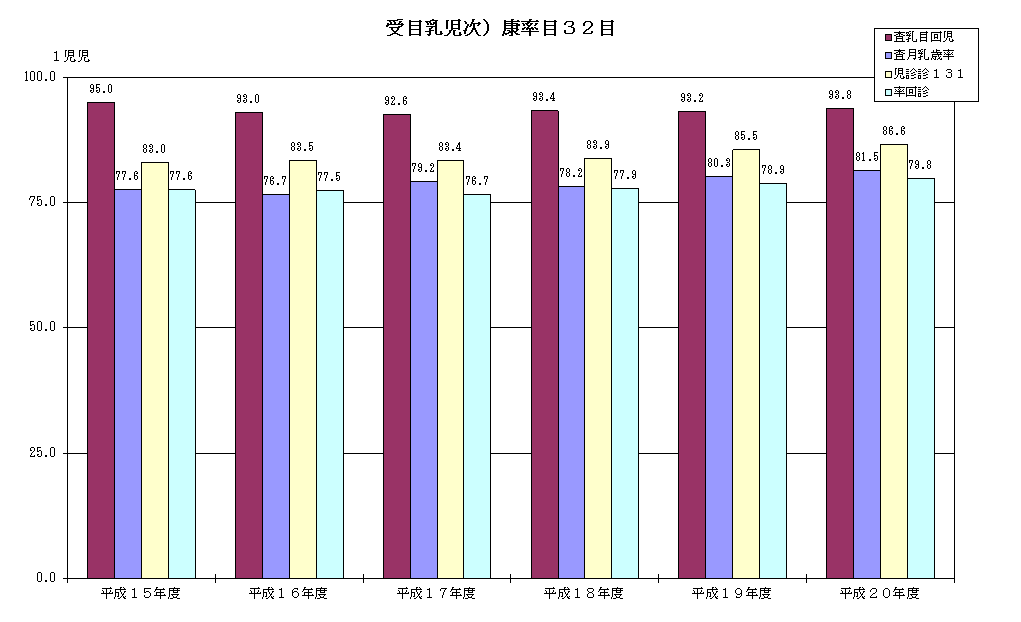 受目乳児次）康率目３２目
１児児
査乳目回児
査月乳歳率
児診診１３１
率回診
100.0
75.0
50.0
25.0
0.0
95.0 77.6 83.0 77.6
93.0 76.7 83.5 77.5
92.6 79.2 83.4 76.7
93.4 78.2 83.9 77.9
93.2 80.3 85.5 78.9
93.8 81.5 86.6 79.8
平成１５年度 平成１６年度 平成１７年度 平成１８年度 平成１９年度 平成２０年度